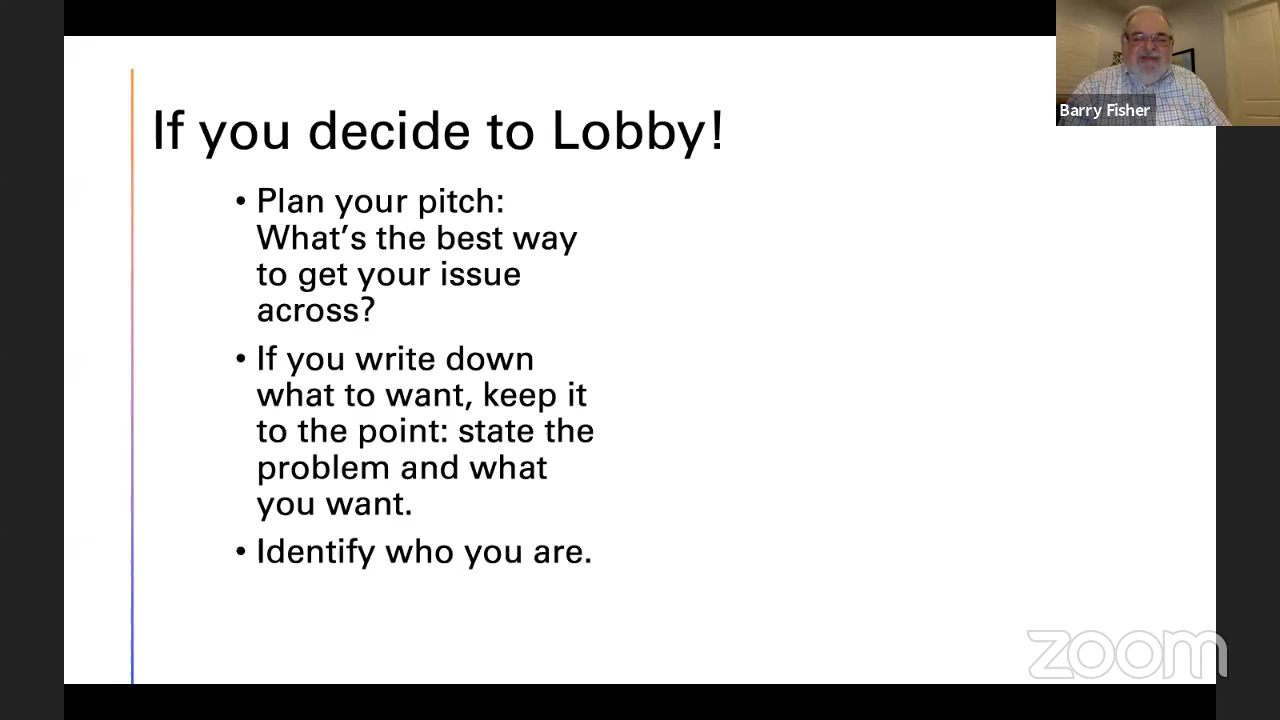 If you decide to Lobby!
• Plan your pitch:
What's the best way
to get your issue
across?
• If you write down
what to want, keep it
to the point: state the
problem and what
you want.
• Identify who you are.
Barry Fisher
zoom